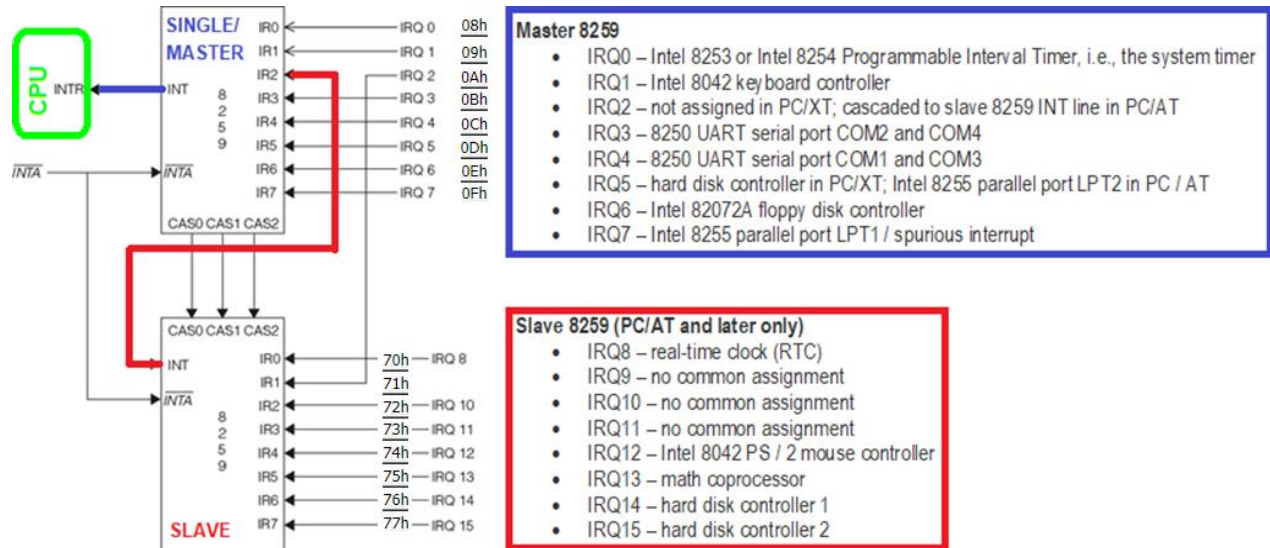 CPU
INTR
INTA
SINGLE/
MASTER
INT
8
2
5
9
INTA
IR0
IR1
IR2
IR3
IR4
IR5
IR6
IR7
CAS0 CAS1 CAS2
IRQ 0 08h
IRQ 1 09h
IRQ 2 0Ah
IRQ 3 0Bh
IRQ 4 0Ch
IRQ 5 0Dh
IRQ 6 0Eh
IRQ 7 0Fh
CAS0 CAS1 CAS2
INT
INTA
8
2
5
9
SLAVE
IR0 70h IRQ 8
IR1 71h
IR2 72h IRQ 10
IR3 73h IRQ 11
IR4 74h IRQ 12
IR5 75h IRQ 13
IR6 76h IRQ 14
IR7 77h IRQ 15
Master 8259
• IRQ0 – Intel 8253 or Intel 8254 Programmable Interval Timer, i.e., the system timer
• IRQ1 – Intel 8042 keyboard controller
• IRQ2 – not assigned in PC/XT; cascaded to slave 8259 INT line in PC/AT
• IRQ3 – 8250 UART serial port COM2 and COM4
• IRQ4 – 8250 UART serial port COM1 and COM3
• IRQ5 – hard disk controller in PC/XT; Intel 8255 parallel port LPT2 in PC / AT
• IRQ6 – Intel 82072A floppy disk controller
• IRQ7 – Intel 8255 parallel port LPT1 / spurious interrupt
Slave 8259 (PC/AT and later only)
• IRQ8 – real-time clock (RTC)
• IRQ9 – no common assignment
• IRQ10 – no common assignment
• IRQ11 – no common assignment
• IRQ12 – Intel 8042 PS / 2 mouse controller
• IRQ13 – math coprocessor
• IRQ14 – hard disk controller 1
• IRQ15 – hard disk controller 2